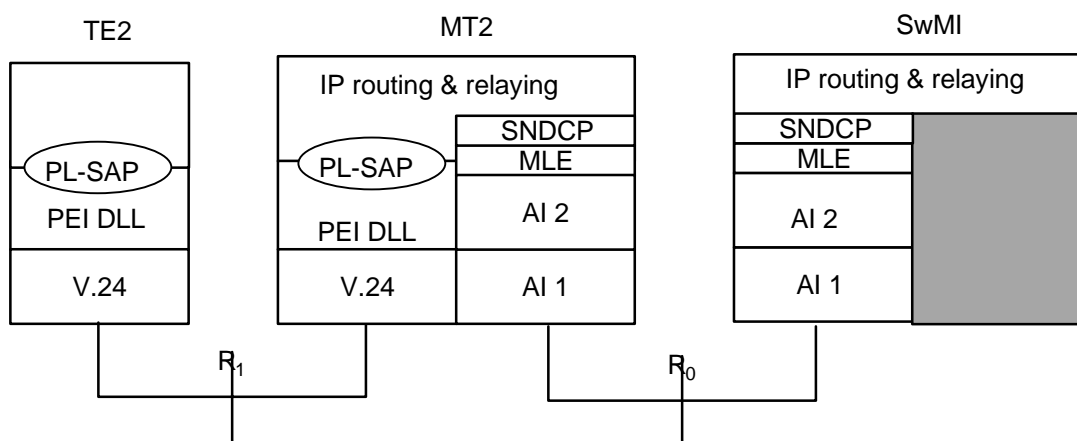 TE2
MT2
SwMI
IP routing & relaying
IP routing & relaying
SNDCP
SNDCP
MLE
MLE
PL-SAP
PL-SAP
AI 2
AI 2
PEI DLL
PEI DLL
V.24
V.24
AI 1
AI 1
R1
R0